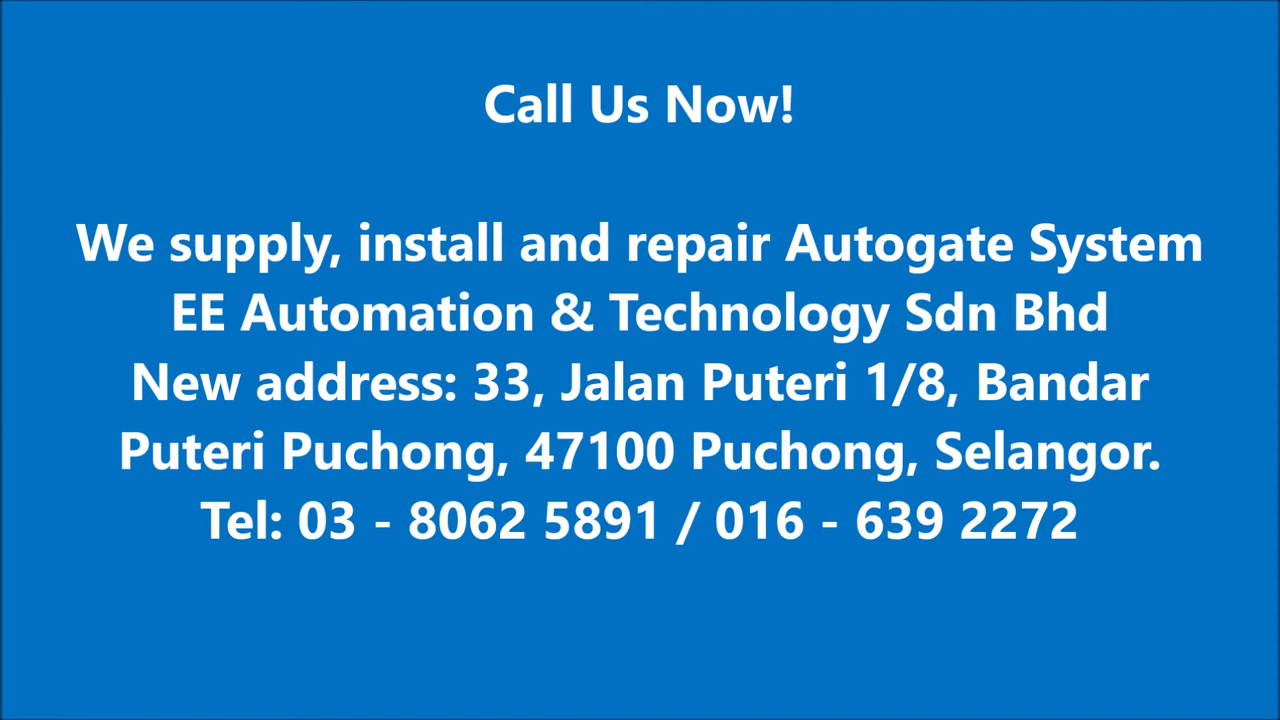 Call Us Now!
We supply, install and repair Autogate System
EE Automation & Technology Sdn Bhd
New address: 33, Jalan Puteri 1/8, Bandar
Puteri Puchong, 47100 Puchong, Selangor.
Tel: 03 - 8062 5891 / 016 - 639 2272